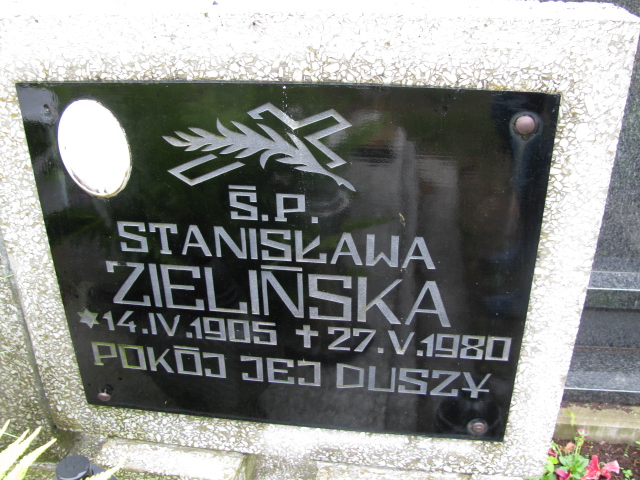 Ś.P.
STANISŁAWA
ZIELIŃSKA
✶14.IV.1905 ✝27.V.1980
POKÓJ JEJ DUSZY